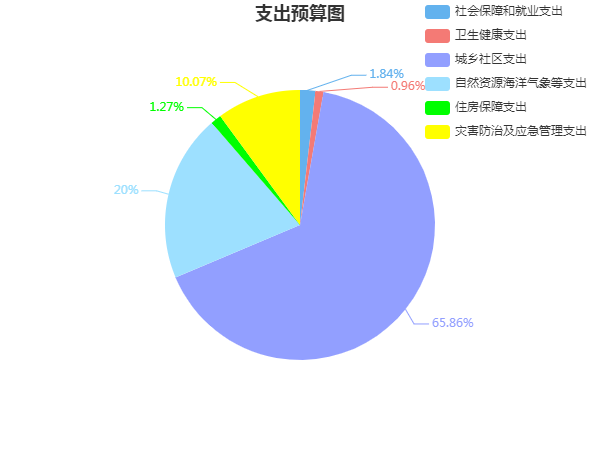 支出预算图
社会保障和就业支出
卫生健康支出
城乡社区支出
自然资源海洋气象等支出
住房保障支出
灾害防治及应急管理支出
1.84%
0.96%
10.07%
1.27%
20%
65.86%